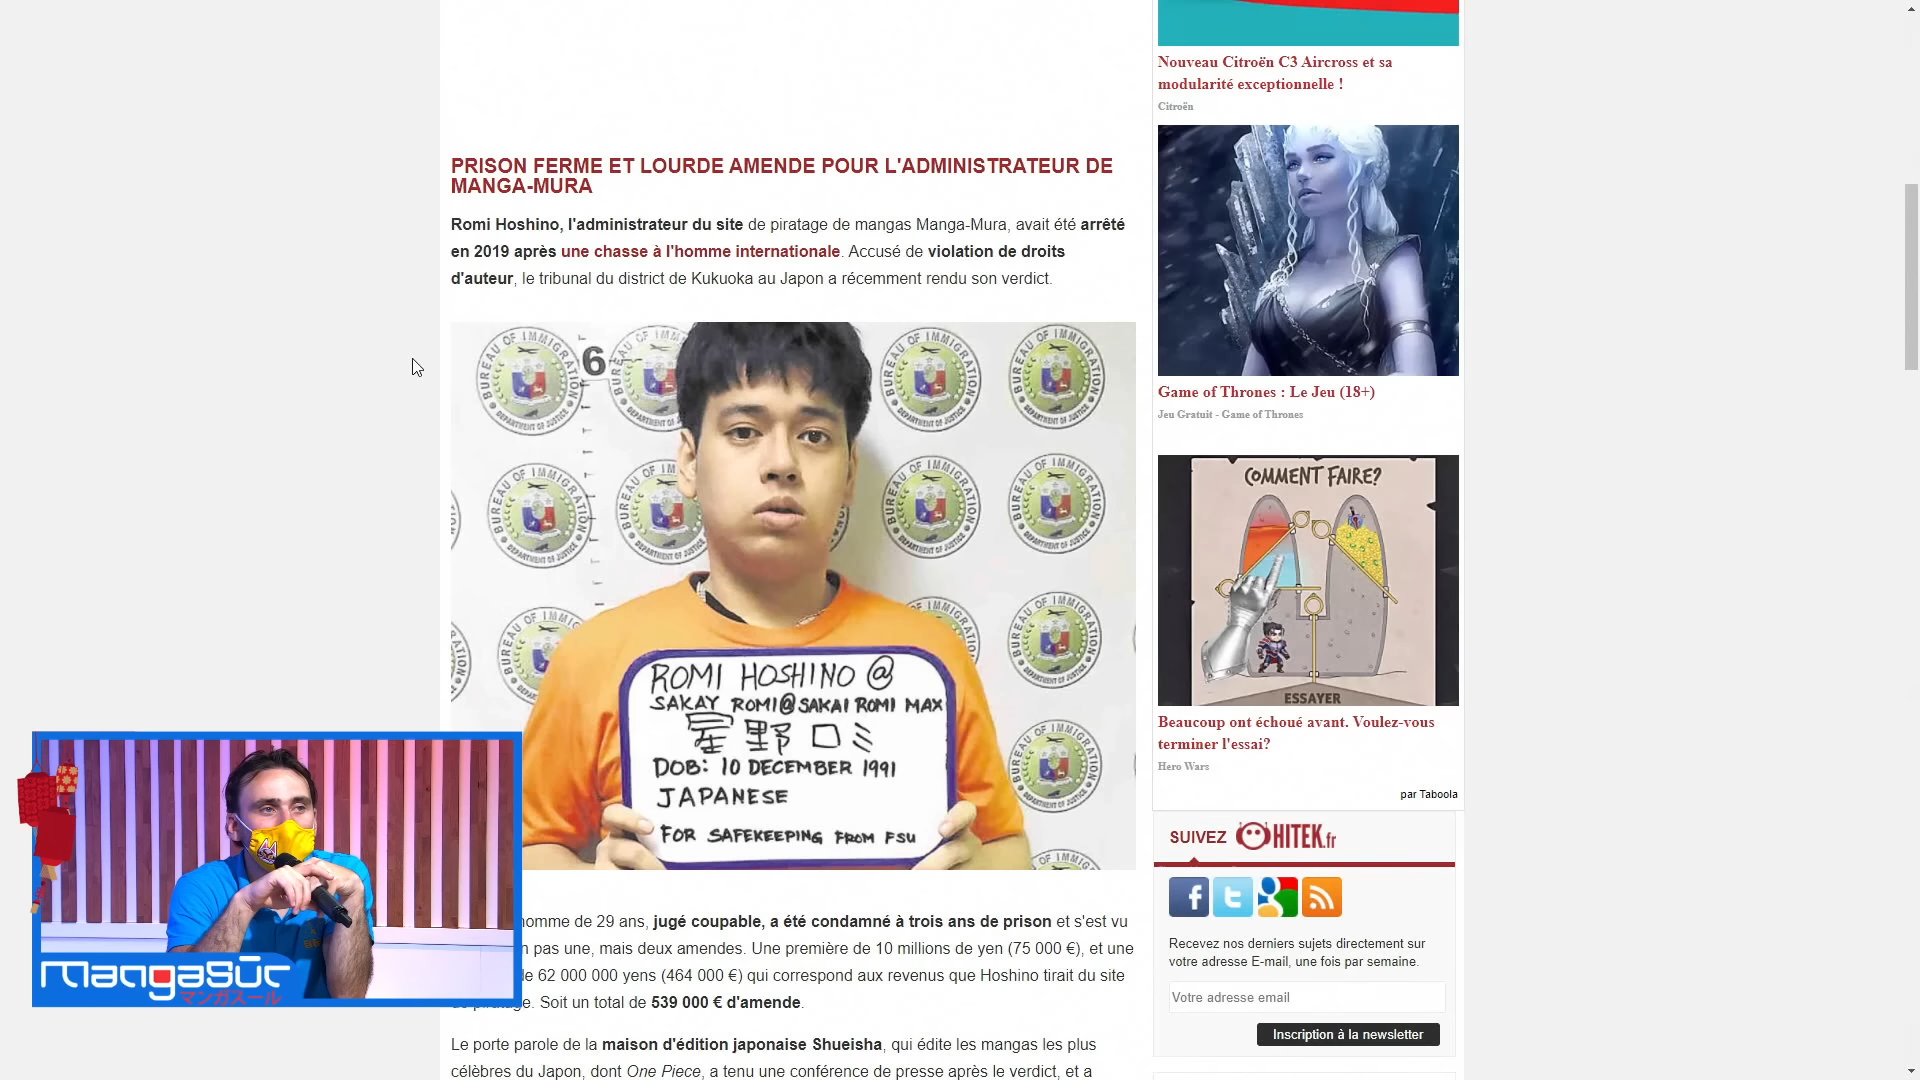 PRISON FERME ET LOURDE AMENDE POUR L'ADMINISTRATEUR DE
MANGA-MURA
Romi Hoshino, l'administrateur du site de piratage de mangas Manga-Mura, avait été arrêté
en 2019 après une chasse à l'homme internationale. Accusé de violation de droits
d'auteur, le tribunal du district de Kukuoka au Japon a récemment rendu son verdict.
6
BUREAU OF IMMIGRATION
DEPARTMENT OF JUSTICE
ROMI HOSHINO @
SAKAY ROMI@SAKAI ROMI MAX
星野ロミ
DOB: 10 DECEMBER 1991
JAPANESE
FOR SAFEKEEPING FROM FSU
homme de 29 ans, jugé coupable, a été condamné à trois ans de prison et s'est vu
pas une, mais deux amendes. Une première de 10 millions de yen (75 000 €), et une
de 62 000 000 yens (464 000 €) qui correspond aux revenus que Hoshino tirait du site
Soit un total de 539 000 € d'amende.
Le porte parole de la maison d'édition japonaise Shueisha, qui édite les mangas les plus
célèbres du Japon, dont One Piece, a tenu une conférence de presse après le verdict, et a
mangaSūr
マンガスール
Nouveau Citroën C3 Aircross et sa
modularité exceptionnelle !
Citroën
Game of Thrones : Le Jeu (18+)
Jeu Gratuit - Game of Thrones
COMMENT FAIRE?
ESSAYER
Beaucoup ont échoué avant. Voulez-vous
terminer l'essai?
Hero Wars
par Taboola
SUIVEZ HITEK.fr
Recevez nos derniers sujets directement sur
votre adresse E-mail, une fois par semaine.
Votre adresse email
Inscription à la newsletter